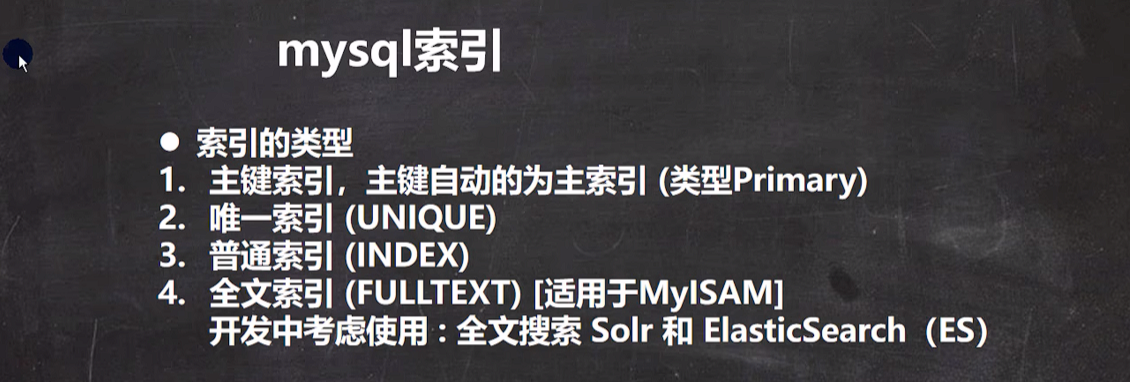 mysql索引
● 索引的类型
1. 主键索引，主键自动的为主索引 (类型Primary)
2. 唯一索引 (UNIQUE)
3. 普通索引 (INDEX)
4. 全文索引 (FULLTEXT) [适用于MyISAM]
开发中考虑使用：全文搜索 Solr 和 ElasticSearch（ES）